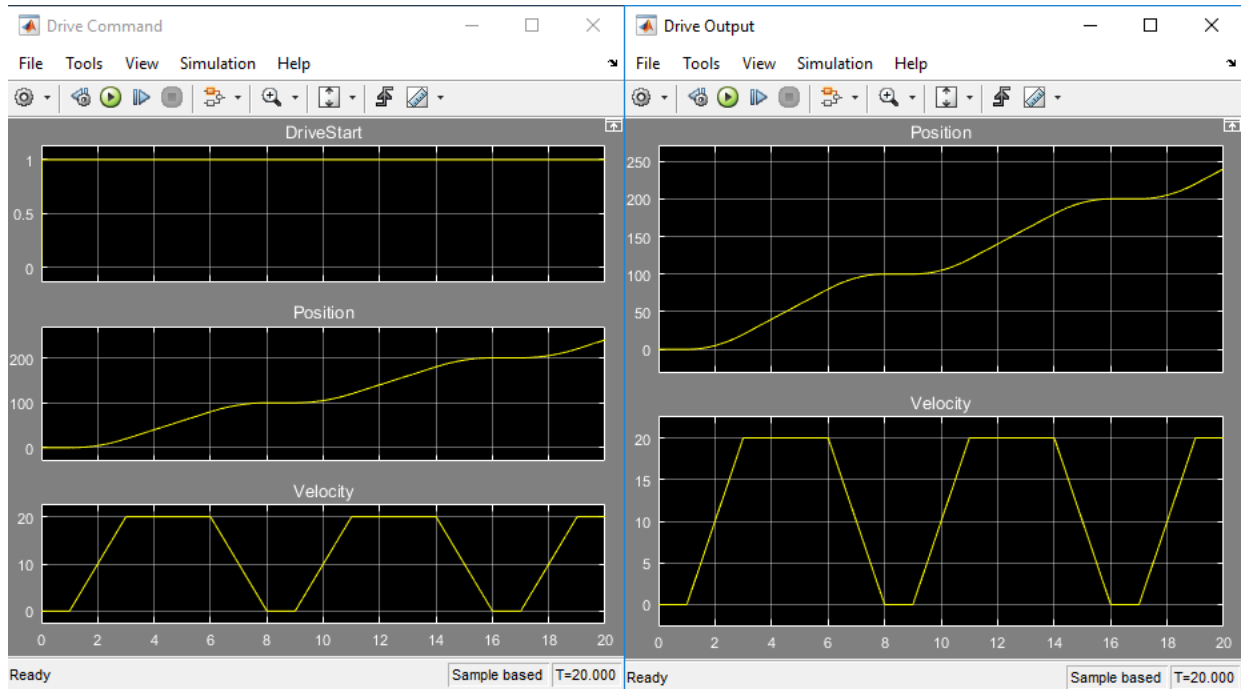 Drive Command
File Tools View Simulation Help
DriveStart
1
0.5
0
Position
200
100
0
Velocity
20
10
0
0 2 4 6 8 10 12 14 16 18 20
Ready Sample based T=20.000
Drive Output
File Tools View Simulation Help
Position
250
200
150
100
50
0
Velocity
20
15
10
5
0
0 2 4 6 8 10 12 14 16 18 20
Ready Sample based T=20.000